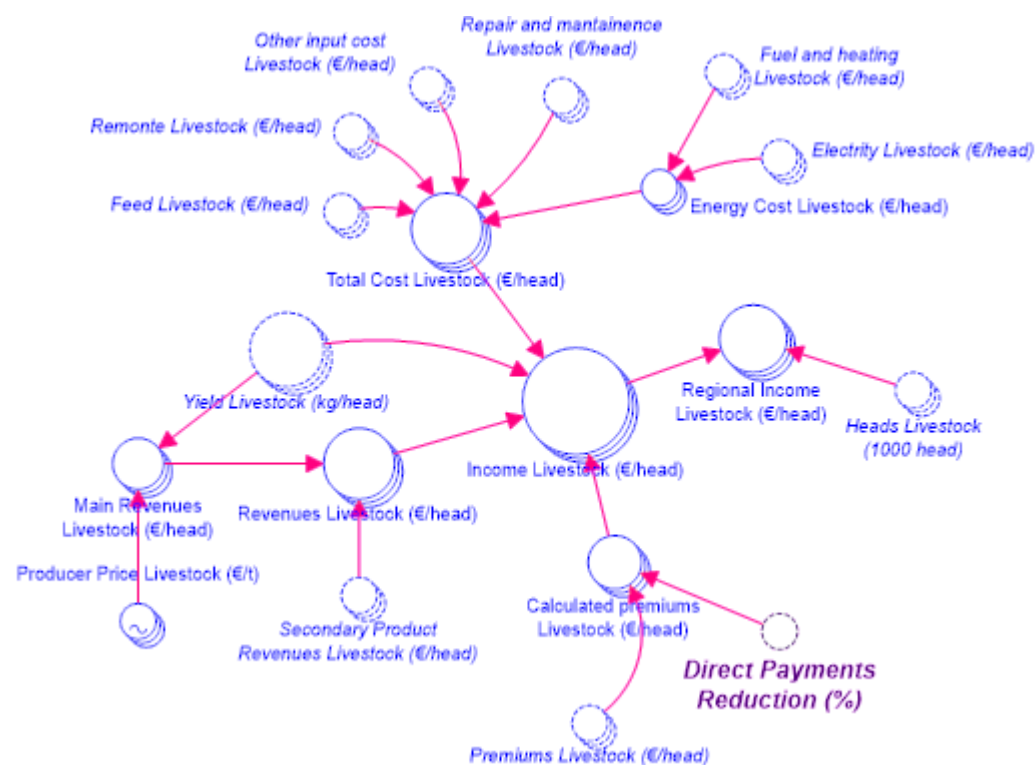 Other input cost
Livestock (€/head)
Repair and mantainence
Livestock (€/head)
Fuel and heating
Livestock (€/head)
Remonte Livestock (€/head)
Electrity Livestock (€/head)
Feed Livestock (€/head)
Energy Cost Livestock (€/head)
Total Cost Livestock (€/head)
Yield Livestock (kg/head)
Regional Income
Livestock (€/head)
Heads Livestock
(1000 head)
Income Livestock (€/head)
Main Revenues
Livestock (€/head)
Revenues Livestock (€/head)
Producer Price Livestock (€/t)
Calculated premiums
Livestock (€/head)
Secondary Product
Revenues Livestock (€/head)
Direct Payments
Reduction (%)
Premiums Livestock (€/head)